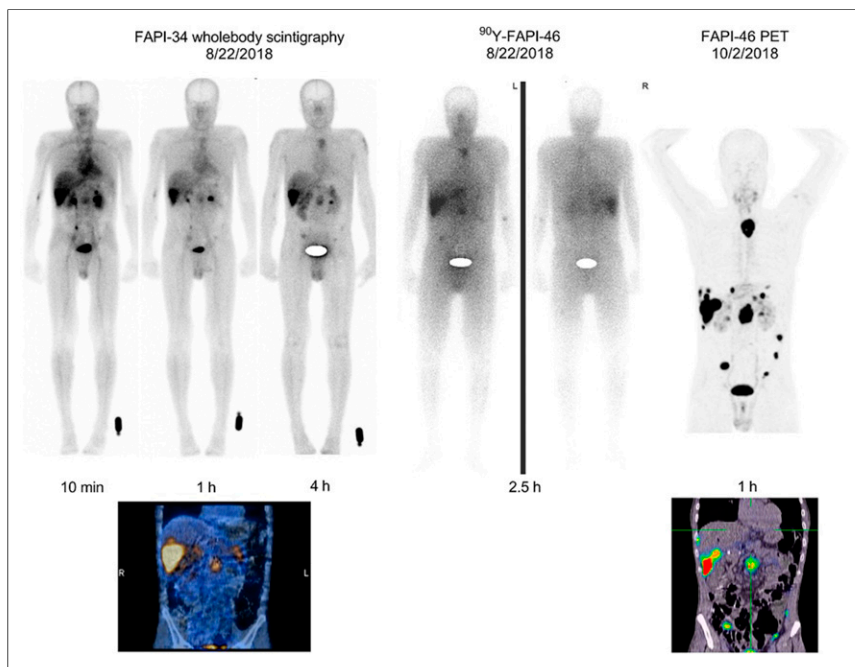 FAPI-34 wholebody scintigraphy
8/22/2018
⁹⁰Y-FAPI-46
8/22/2018
FAPI-46 PET
10/2/2018
L
R
10 min
1 h
4 h
2.5 h
1 h
R
L